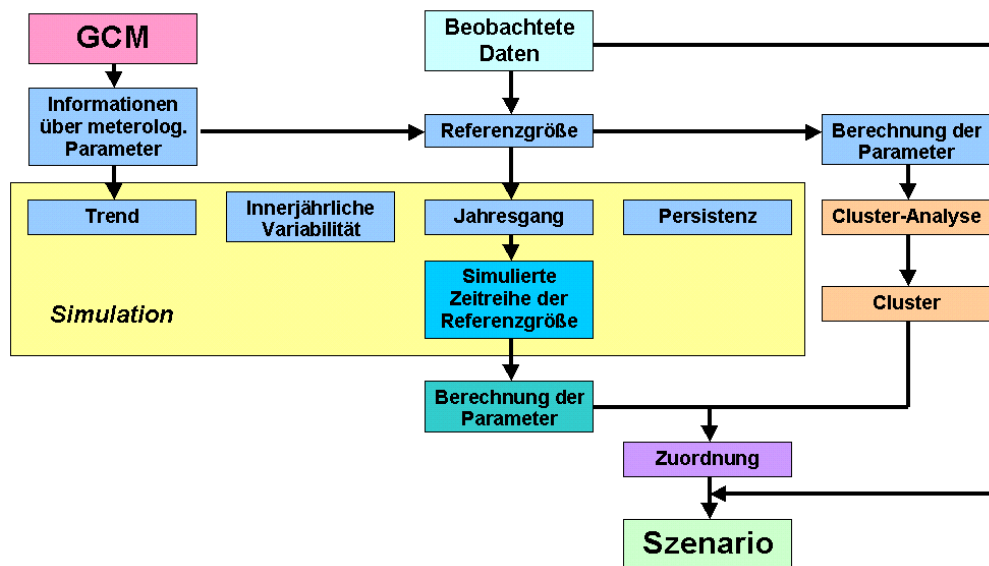 GCM
Beobachtete
Daten
Informationen
über meterolog.
Parameter
Referenzgröße
Berechnung der
Parameter
Trend
Innerjährliche
Variabilität
Jahresgang
Persistenz
Cluster-Analyse
Simulation
Simulierte
Zeitreihe der
Referenzgröße
Cluster
Berechnung der
Parameter
Zuordnung
Szenario